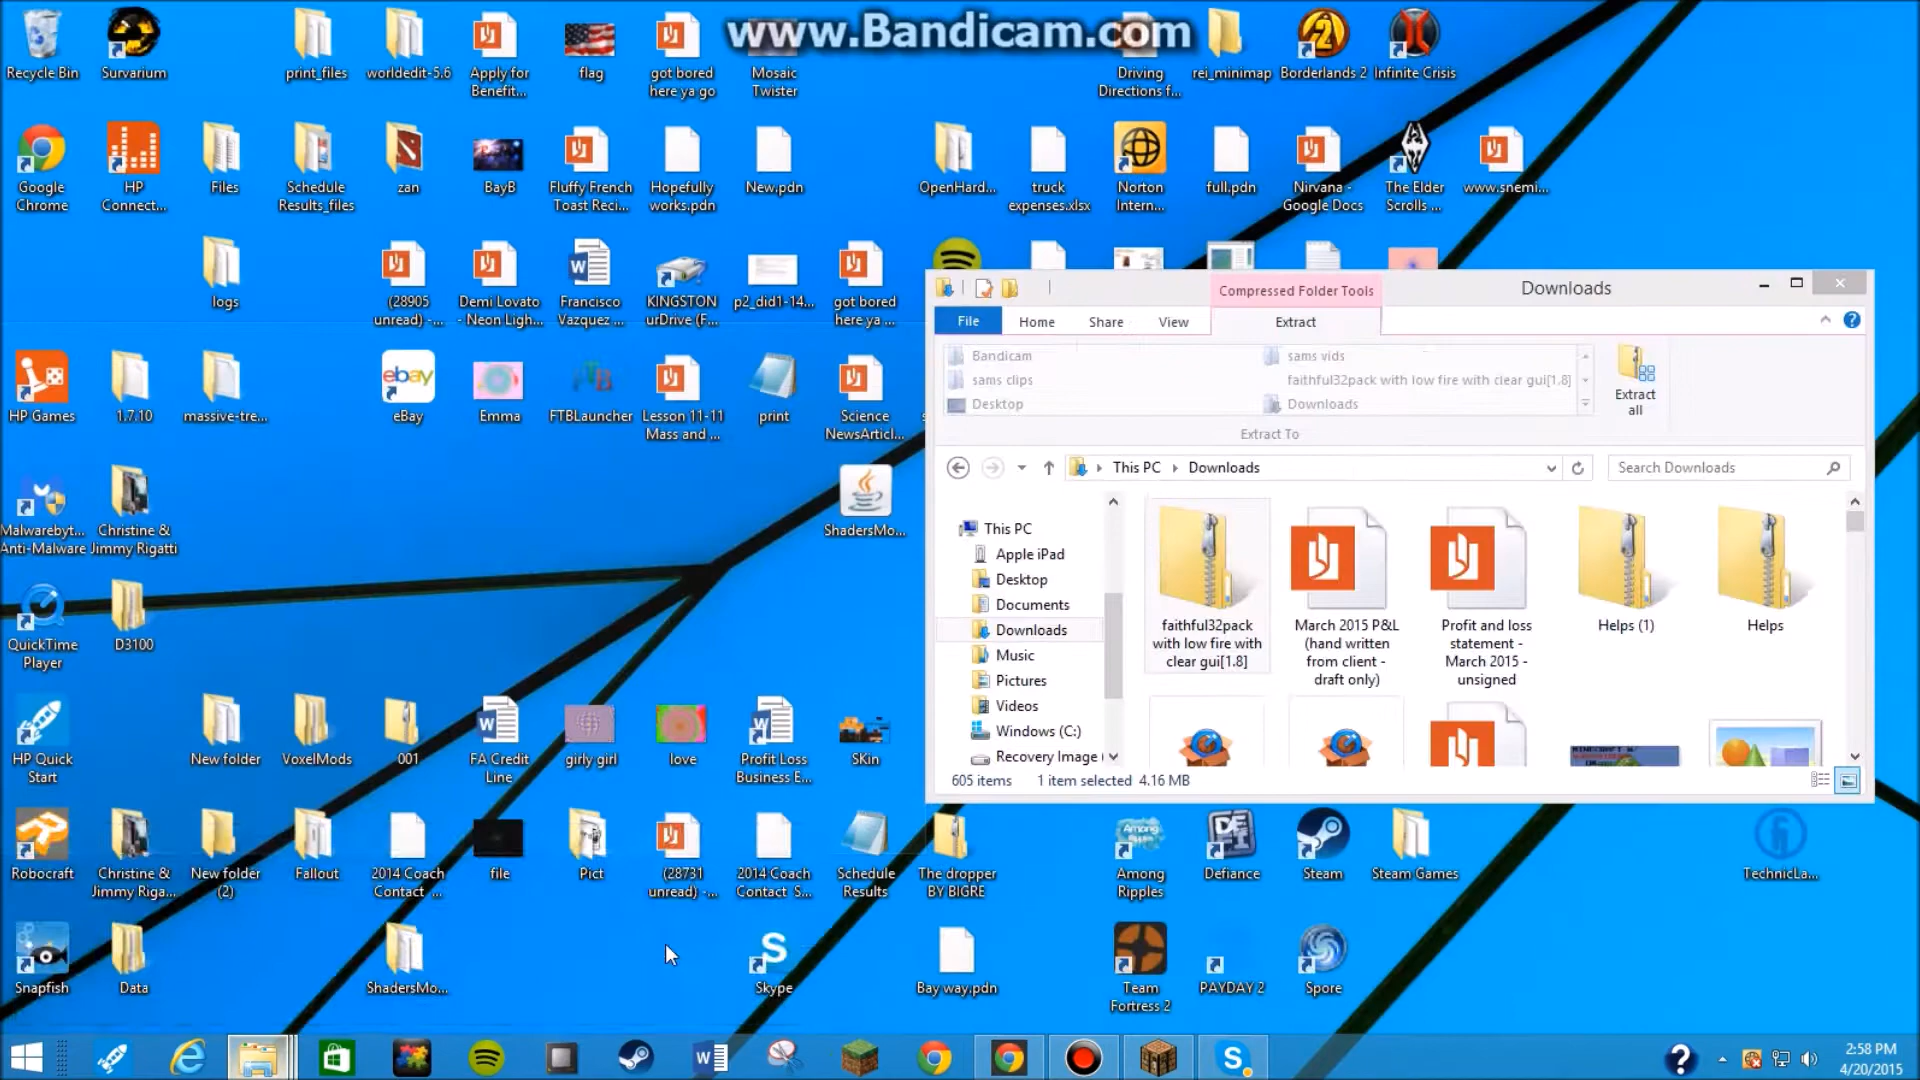 www.Bandicam.com
Recycle Bin
Survarium
print_files
worldedit-5.6
Apply for
Benefit...
flag
got bored
here ya go
Mosaic
Twister
Driving
Directions f...
rei_minimap
Borderlands 2
Infinite Crisis
Google
Chrome
HP
Connect...
Files
Schedule
Results_files
zan
BayB
Fluffy French
Toast Reci...
Hopefully
works.pdn
New.pdn
OpenHard...
truck
expenses.xlsx
Norton
Intern...
full.pdn
Nirvana -
Google Docs
The Elder
Scrolls ...
www.snemi...
logs
(28905
unread) -...
Demi Lovato
- Neon Ligh...
Francisco
Vazquez ...
KINGSTON
urDrive (F...
p2_did1-14...
got bored
here ya ...
HP Games
1.7.10
massive-tre...
ebay
eBay
Emma
FTBLauncher
Lesson 11-11
Mass and ...
print
Science
NewsArticl...
Malwarebyt...
Anti-Malware
Christine &
Jimmy Rigatti
ShadersMo...
QuickTime
Player
D3100
HP Quick
Start
New folder
VoxelMods
001
FA Credit
Line
girly girl
love
Profit Loss
Business E...
SKin
Robocraft
Christine &
Jimmy Riga...
New folder
(2)
Fallout
2014 Coach
Contact ...
file
Pict
(28731
unread) -...
2014 Coach
Contact S...
Schedule
Results
The dropper
BY BIGRE
Among
Ripples
Defiance
Steam
Steam Games
TechnicLa...
Snapfish
Data
ShadersMo...
Skype
Bay way.pdn
Team
Fortress 2
PAYDAY 2
Spore
Compressed Folder Tools
Downloads
File
Home
Share
View
Extract
Bandicam
sams clips
Desktop
sams vids
faithful32pack with low fire with clear gui[1.8]
Downloads
Extract To
Extract
all
This PC
Downloads
Search Downloads
This PC
Apple iPad
Desktop
Documents
Downloads
Music
Pictures
Videos
Windows (C:)
Recovery Image (
faithful32pack
with low fire with
clear gui[1.8]
March 2015 P&L
(hand written
from client -
draft only)
Profit and loss
statement -
March 2015 -
unsigned
Helps (1)
Helps
605 items
1 item selected 4.16 MB
2:58 PM
4/20/2015